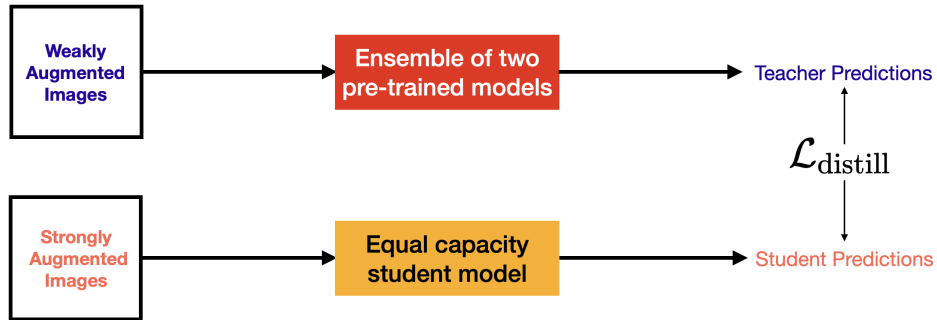 Weakly
Augmented
Images
Ensemble of two
pre-trained models
Teacher Predictions
ℒdistill
Strongly
Augmented
Images
Equal capacity
student model
Student Predictions